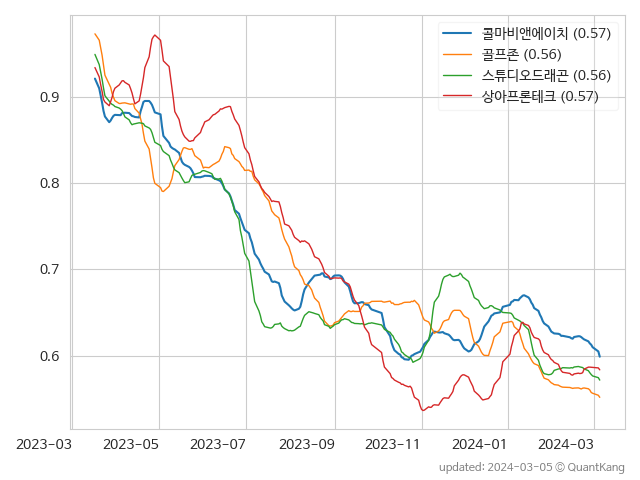 골마비앤에이치 (0.57)
골프존 (0.56)
스튜디오드래곤 (0.56)
상아프론테크 (0.57)
0.9
0.8
0.7
0.6
2023-03 2023-05 2023-07 2023-09 2023-11 2024-01 2024-03
updated: 2024-03-05 © QuantKang